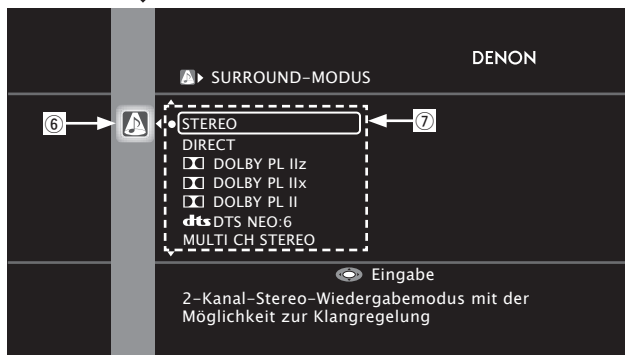 DENON
SURROUND-MODUS
⑥
⑦
STEREO
DIRECT
DOLBY PL IIz
DOLBY PL IIx
DOLBY PL II
dts DTS NEO:6
MULTI CH STEREO
Eingabe
2-Kanal-Stereo-Wiedergabemodus mit der
Möglichkeit zur Klangregelung